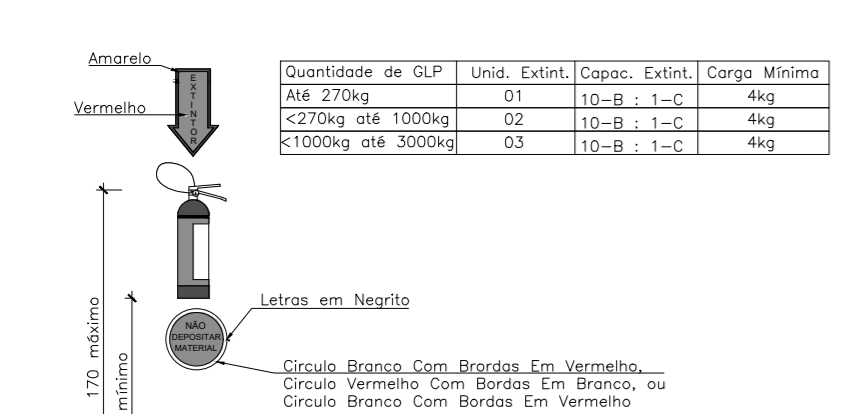 Amarelo
EXTINTOR
Vermelho
Quantidade de GLP Unid. Extint. Capac. Extint. Carga Mínima
Até 270kg 01 10-B : 1-C 4kg
<270kg até 1000kg 02 10-B : 1-C 4kg
<1000kg até 3000kg 03 10-B : 1-C 4kg
170 máximo
mínimo
Letras em Negrito
NÃO
DEPOSITAR
MATERIAL
Circulo Branco Com Brordas Em Vermelho,
Circulo Vermelho Com Bordas Em Branco, ou
Circulo Branco Com Bordas Em Vermelho